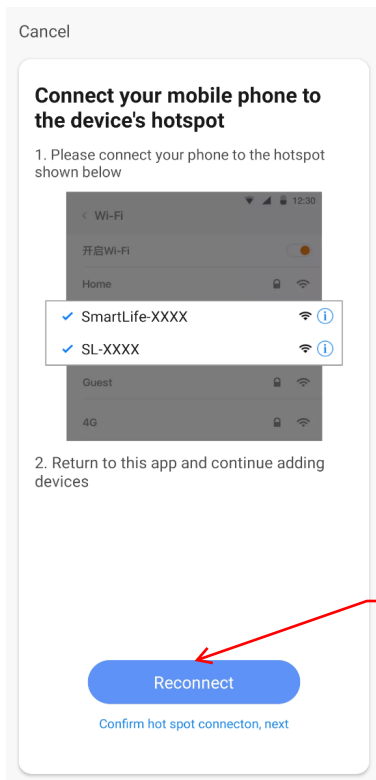 Cancel
Connect your mobile phone to
the device's hotspot
1. Please connect your phone to the hotspot
shown below
12:30
< Wi-Fi
开启Wi-Fi
Home
SmartLife-XXXX
SL-XXXX
Guest
4G
2. Return to this app and continue adding
devices
Reconnect
Confirm hot spot connecton, next